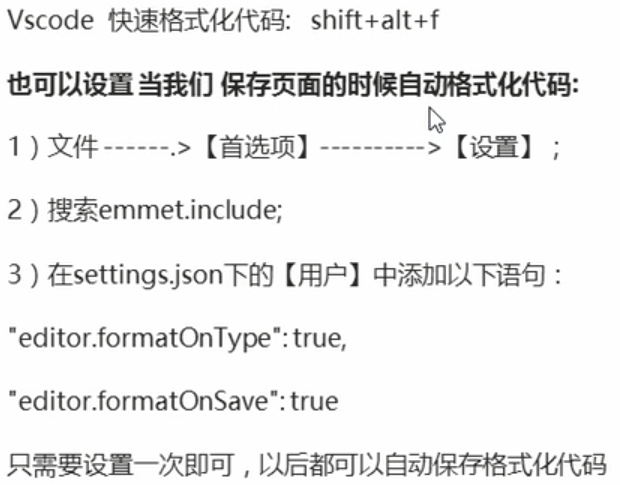 Vscode 快速格式化代码: shift+alt+f
也可以设置 当我们 保存页面的时候自动格式化代码:
1）文件 ------.>【首选项】---------->【设置】；
2）搜索emmet.include;
3）在settings.json下的【用户】中添加以下语句：
"editor.formatOnType": true,
"editor.formatOnSave": true
只需要设置一次即可，以后都可以自动保存格式化代码